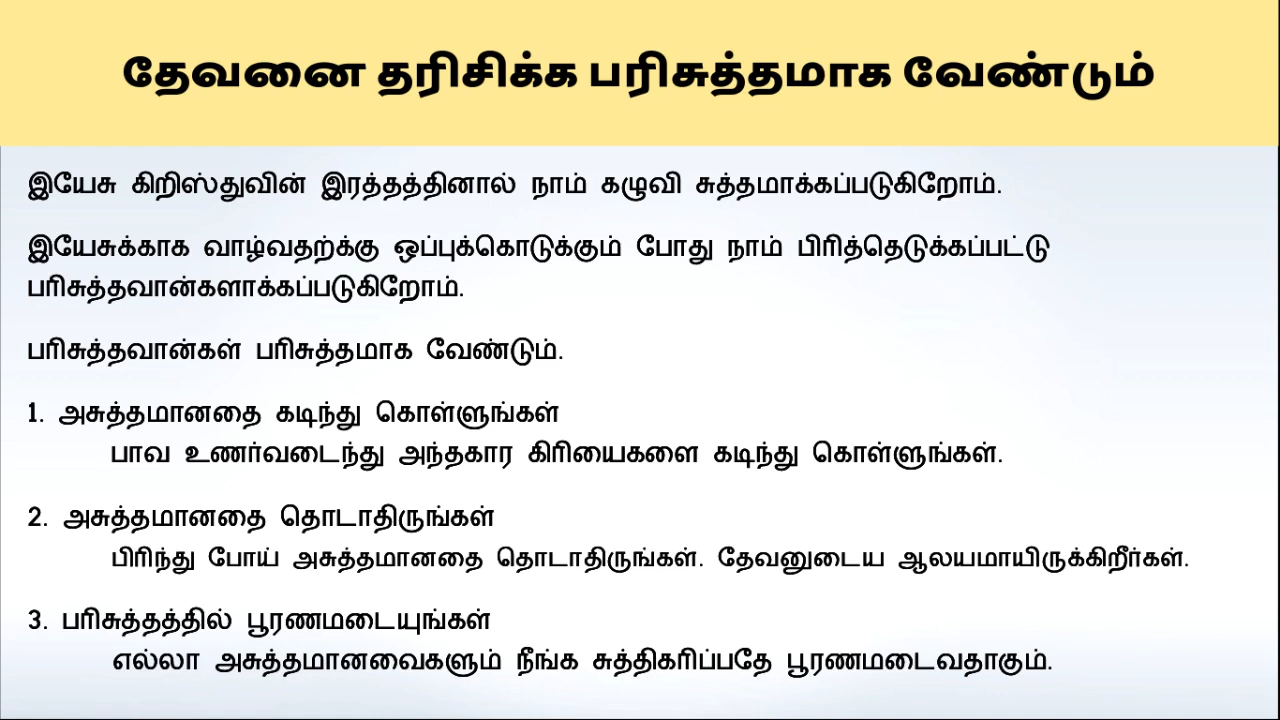 தேவனை தரிசிக்க பரிசுத்தமாக வேண்டும்
இயேசு கிறிஸ்துவின் இரத்தத்தினால் நாம் கழுவி சுத்தமாக்கப்படுகிறோம்.
இயேசுக்காக வாழ்வதற்க்கு ஒப்புக்கொடுக்கும் போது நாம் பிரித்தெடுக்கப்பட்டு
பரிசுத்தவான்களாக்கப்படுகிறோம்.
பரிசுத்தவான்கள் பரிசுத்தமாக வேண்டும்.
1. அசுத்தமானதை கடிந்து கொள்ளுங்கள்
பாவ உணர்வடைந்து அந்தகார கிரியைகளை கடிந்து கொள்ளுங்கள்.
2. அசுத்தமானதை தொடாதிருங்கள்
பிரிந்து போய் அசுத்தமானதை தொடாதிருங்கள். தேவனுடைய ஆலயமாயிருக்கிறீர்கள்.
3. பரிசுத்தத்தில் பூரணமடையுங்கள்
எல்லா அசுத்தமானவைகளும் நீங்க சுத்திகரிப்பதே பூரணமடைவதாகும்.